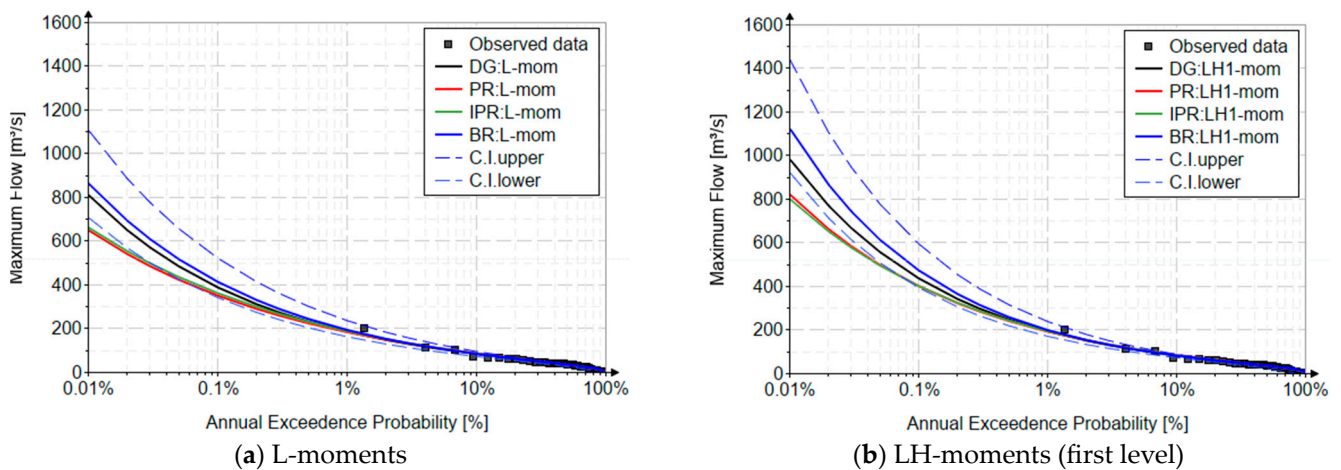 1600
1400
1200
1000
800
600
400
200
0
Maximum Flow [m³/s]
0.01% 0.1% 1% 10% 100%
Annual Exceedence Probability [%]
Observed data
DG:L-mom
PR:L-mom
IPR:L-mom
BR:L-mom
C.I.upper
C.I.lower
(a) L-moments
1600
1400
1200
1000
800
600
400
200
0
Maximum Flow [m³/s]
0.01% 0.1% 1% 10% 100%
Annual Exceedence Probability [%]
Observed data
DG:LH1-mom
PR:LH1-mom
IPR:LH1-mom
BR:LH1-mom
C.I.upper
C.I.lower
(b) LH-moments (first level)